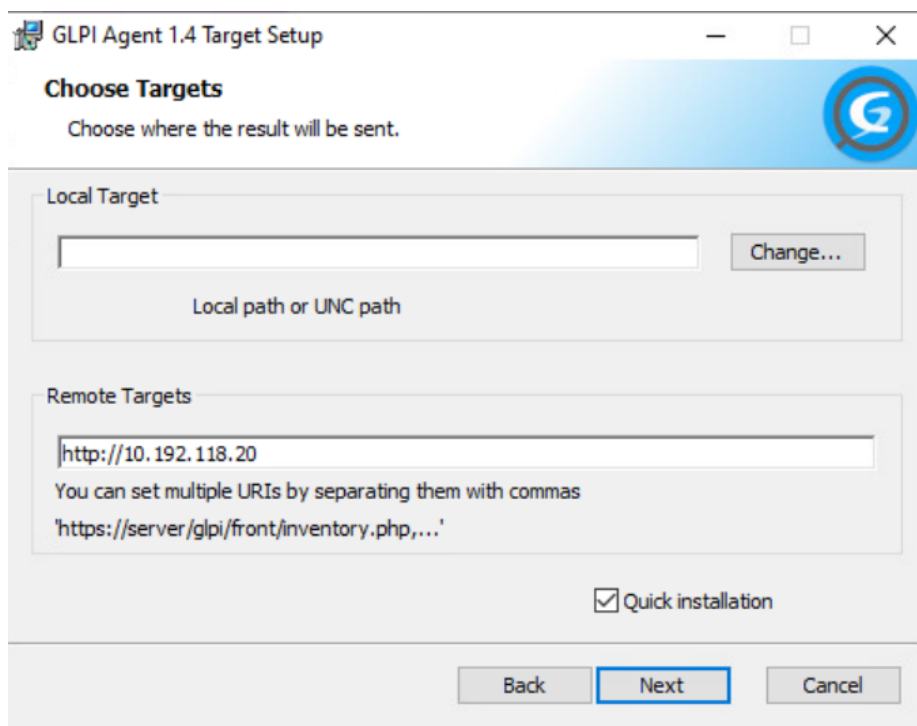 GLPI Agent 1.4 Target Setup
Choose Targets
Choose where the result will be sent.
Local Target
Change...
Local path or UNC path
Remote Targets
http://10.192.118.20
You can set multiple URIs by separating them with commas
'https://server/glpi/front/inventory.php,...'
Quick installation
Back Next Cancel